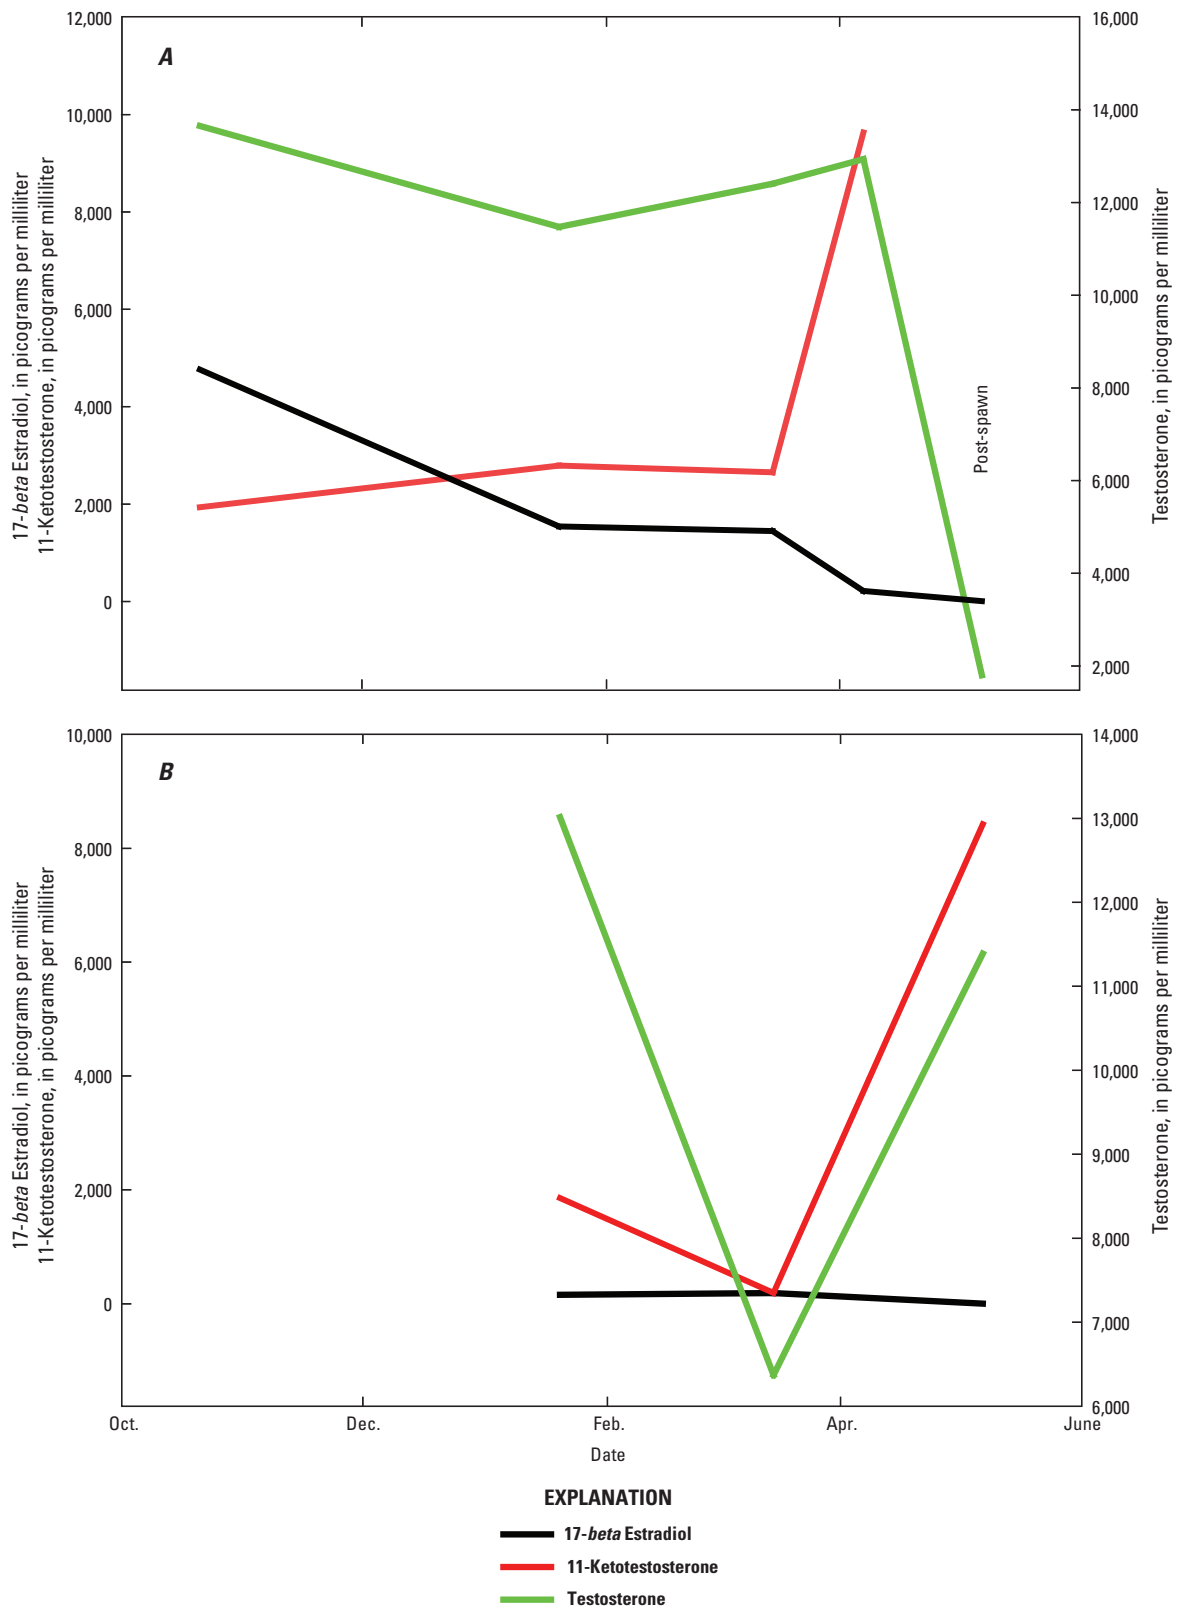 12,000
10,000
8,000
6,000
4,000
2,000
0
17-beta Estradiol, in picograms per milliliter
11-Ketotestosterone, in picograms per milliliter
A
Post-spawn
16,000
14,000
12,000
10,000
8,000
6,000
4,000
2,000
Testosterone, in picograms per milliliter
10,000
8,000
6,000
4,000
2,000
0
17-beta Estradiol, in picograms per milliliter
11-Ketotestosterone, in picograms per milliliter
B
14,000
13,000
12,000
11,000
10,000
9,000
8,000
7,000
6,000
Testosterone, in picograms per milliliter
Oct. Dec. Feb. Apr. June
Date
EXPLANATION
17-beta Estradiol
11-Ketotestosterone
Testosterone